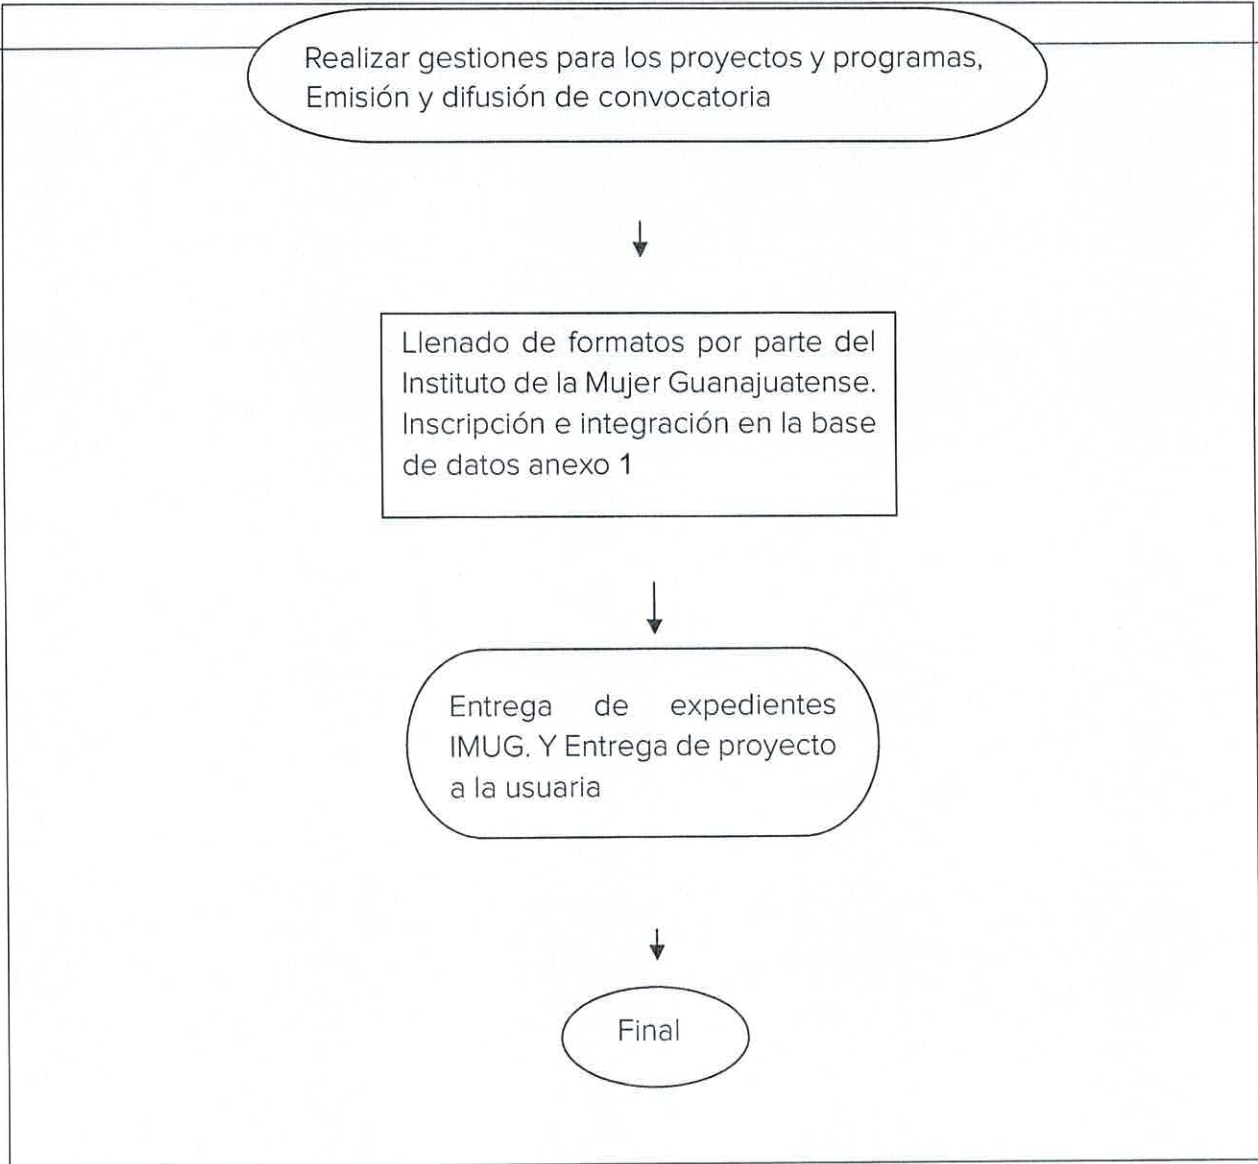 Realizar gestiones para los proyectos y programas,
Emisión y difusión de convocatoria
Llenado de formatos por parte del
Instituto de la Mujer Guanajuatense.
Inscripción e integración en la base
de datos anexo 1
Entrega de expedientes
IMUG. Y Entrega de proyecto
a la usuaria
Final